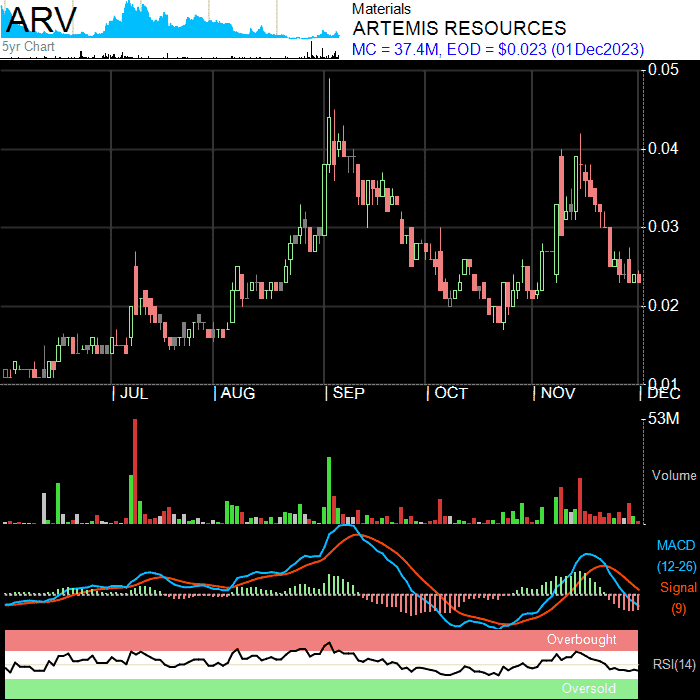 ARV
5yr Chart
Materials
ARTEMIS RESOURCES
MC = 37.4M, EOD = $0.023 (01Dec2023)
0.05
0.04
0.03
0.02
0.01
JUL
AUG
SEP
OCT
NOV
DEC
53M
Volume
MACD
(12-26)
Signal
(9)
Overbought
RSI(14)
Oversold